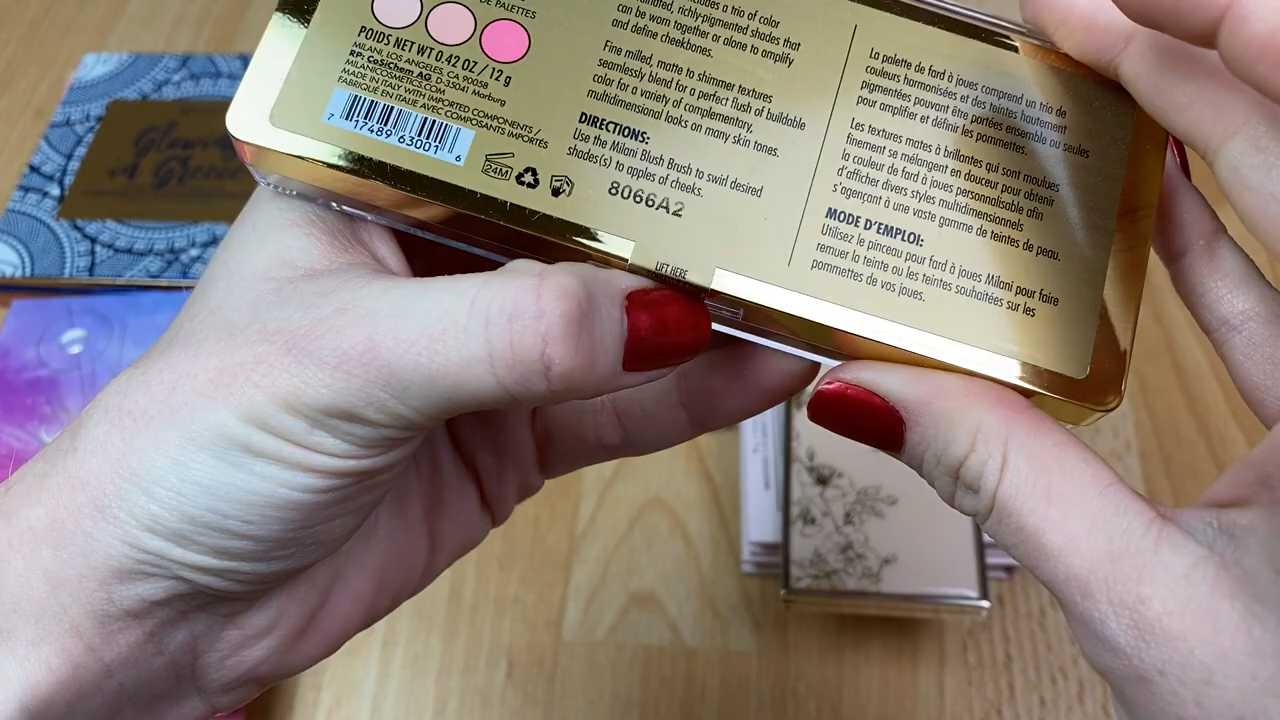 DE PALETTES
POIDS NET WT 0.42 OZ / 12 g
MILANI, LOS ANGELES, CA 90058
RP: CoSiChem AG, D-35041 Marburg
MILANICOSMETICS.COM
MADE IN ITALY WITH IMPORTED COMPONENTS /
FABRIQUÉ EN ITALIE AVEC COMPOSANTS IMPORTÉS
7 17489 63001 6
24M
includes a trio of color
richly-pigmented shades that
can be worn together or alone to amplify
and define cheekbones.
Fine milled, matte to shimmer textures
seamlessly blend for a perfect flush of buildable
color for a variety of complementary,
multidimensional looks on many skin tones.
DIRECTIONS:
Use the Milani Blush Brush to swirl desired
shades(s) to apples of cheeks.
8066A2
LIFT HERE
La palette de fard à joues comprend un trio de
couleurs harmonisées et des teintes hautement
pigmentées pouvant être portées ensemble ou seules
pour amplifier et définir les pommettes.
Les textures mates à brillantes qui sont moulues
finement se mélangent en douceur pour obtenir
la couleur de fard à joues personnalisable afin
d'afficher divers styles multidimensionnels
s'agençant à une vaste gamme de teintes de peau.
MODE D'EMPLOI:
Utilisez le pinceau pour fard à joues Milani pour faire
remuer la teinte ou les teintes souhaitées sur les
pommettes de vos joues.